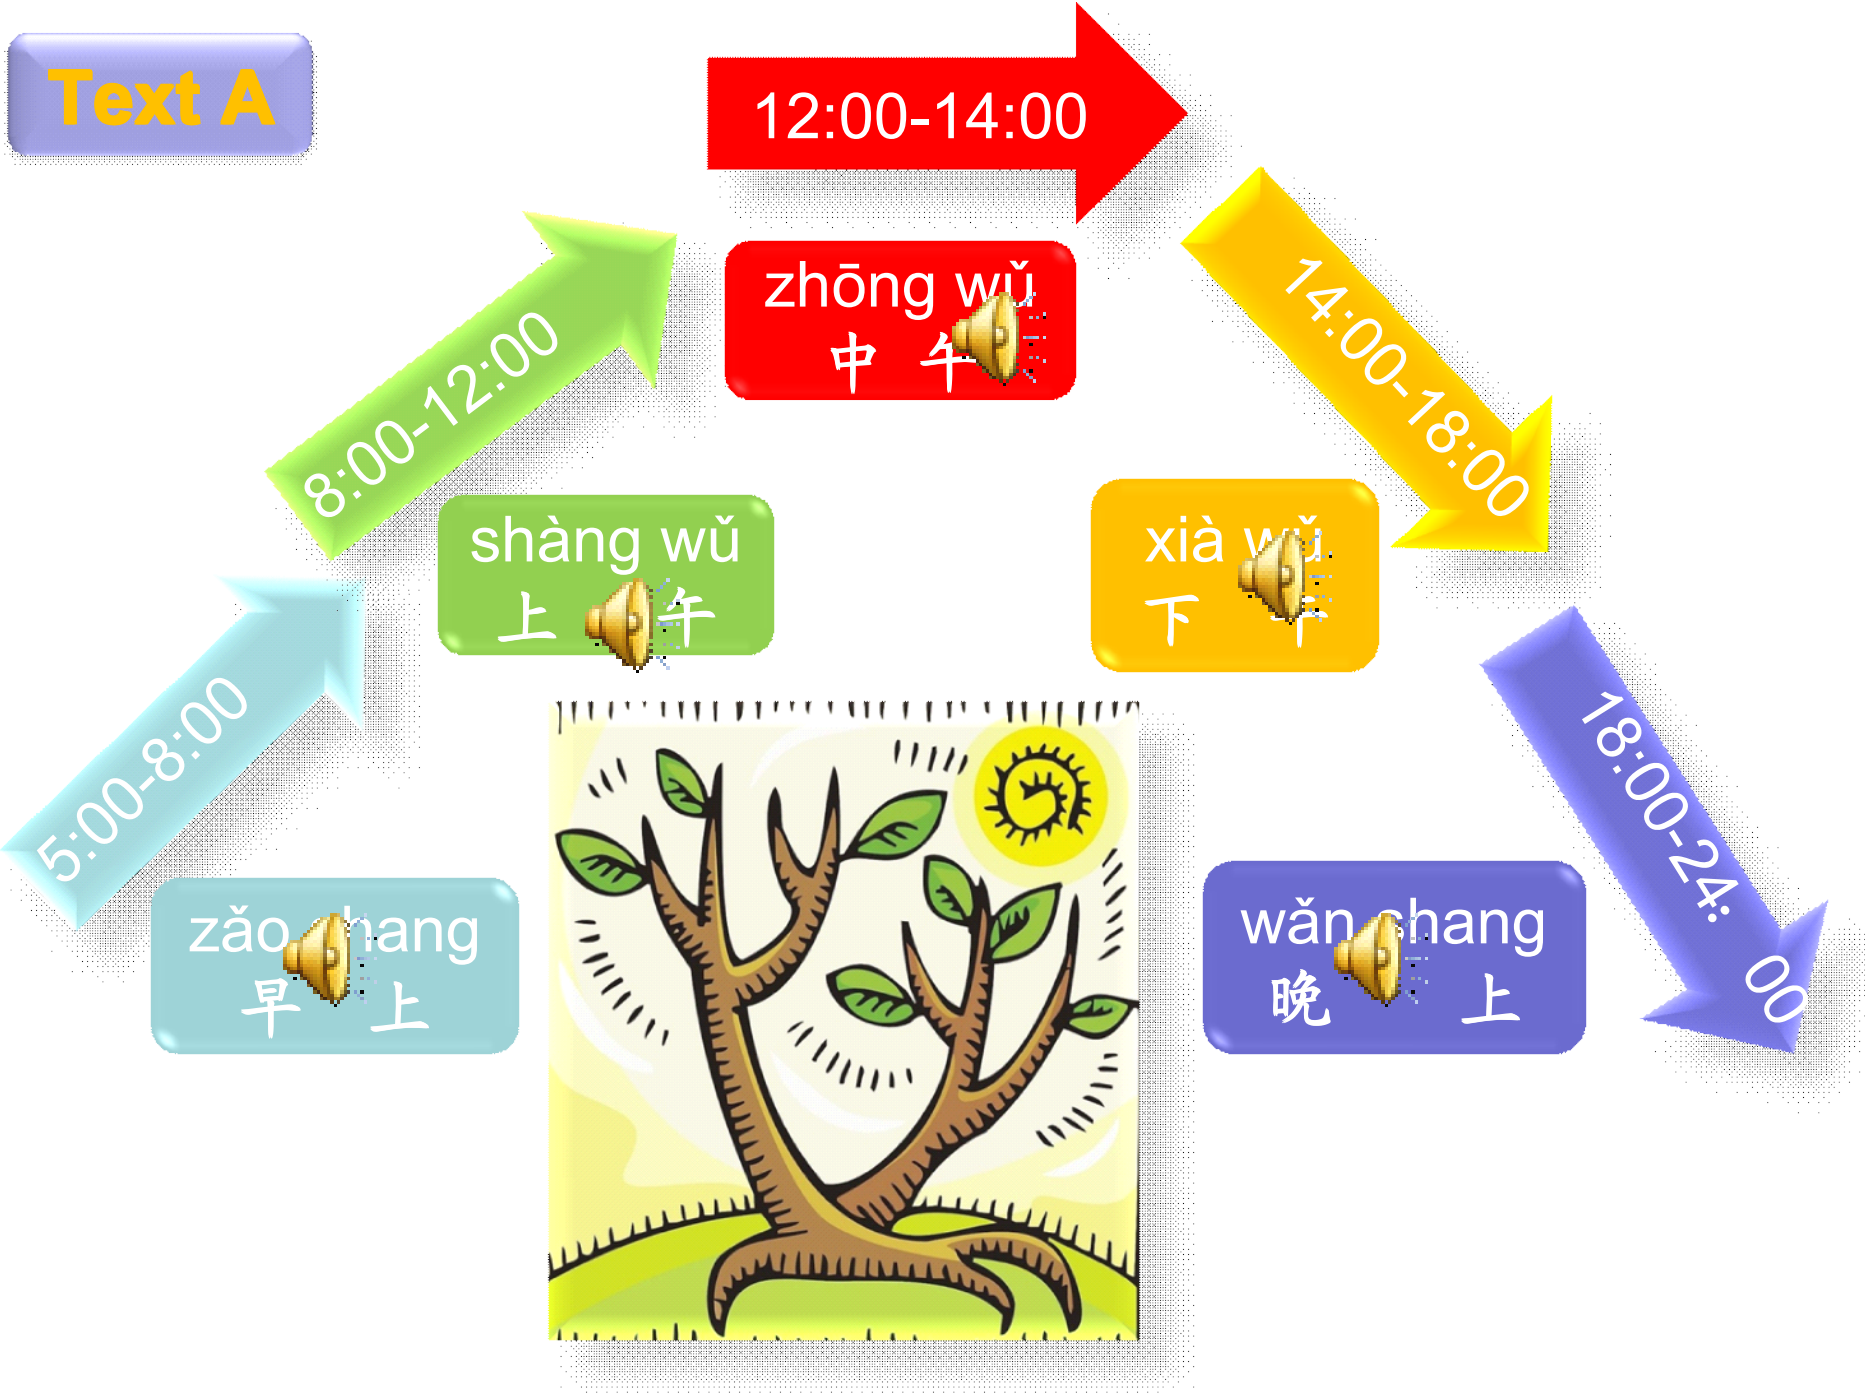 Text A
12:00-14:00
zhōng wǔ
中 午
8:00-12:00
14:00-18:00
shàng wǔ
上 午
xià wǔ
下 午
5:00-8:00
18:00-24:
00
zǎo shang
早 上
wǎn shang
晚 上